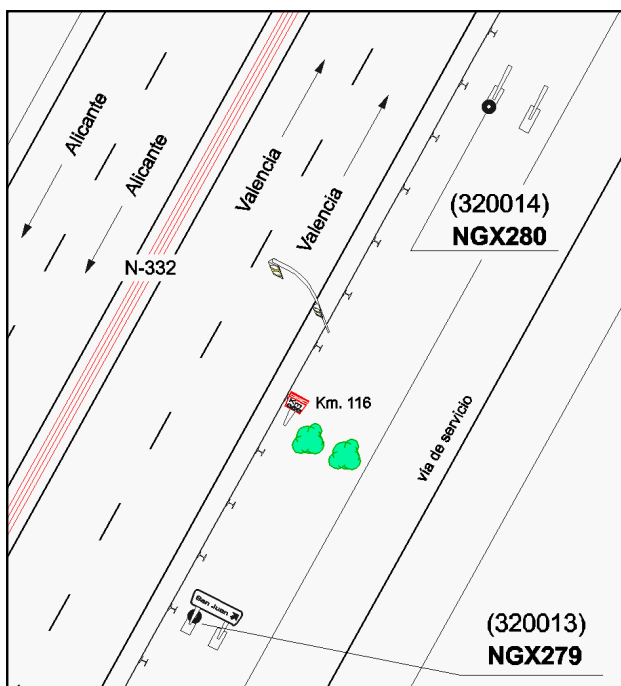 Alicante
Alicante
Valencia
Valencia
(320014)
NGX280
N-332
Km. 116
vía de servicio
San Juan
(320013)
NGX279